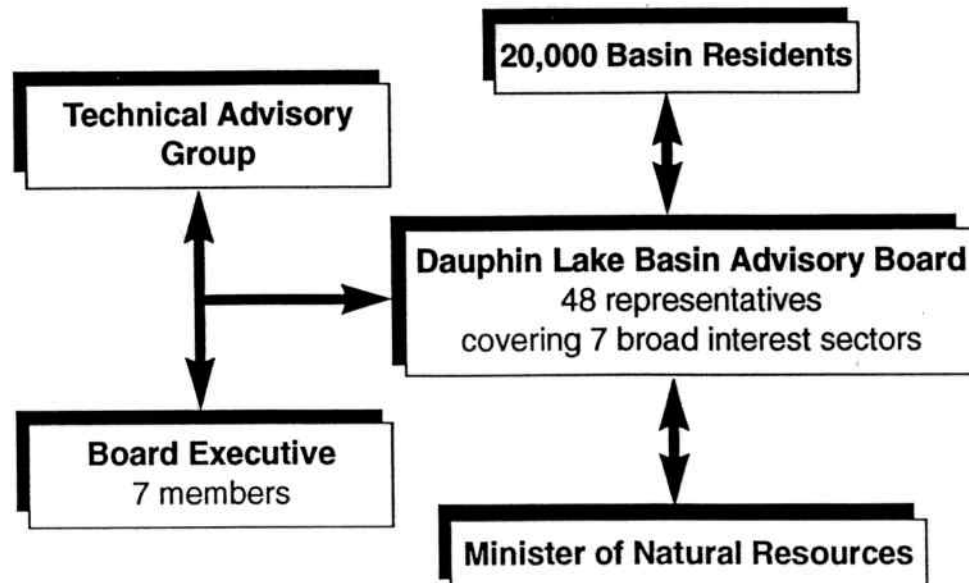 20,000 Basin Residents
Technical Advisory
Group
Dauphin Lake Basin Advisory Board
48 representatives
covering 7 broad interest sectors
Board Executive
7 members
Minister of Natural Resources